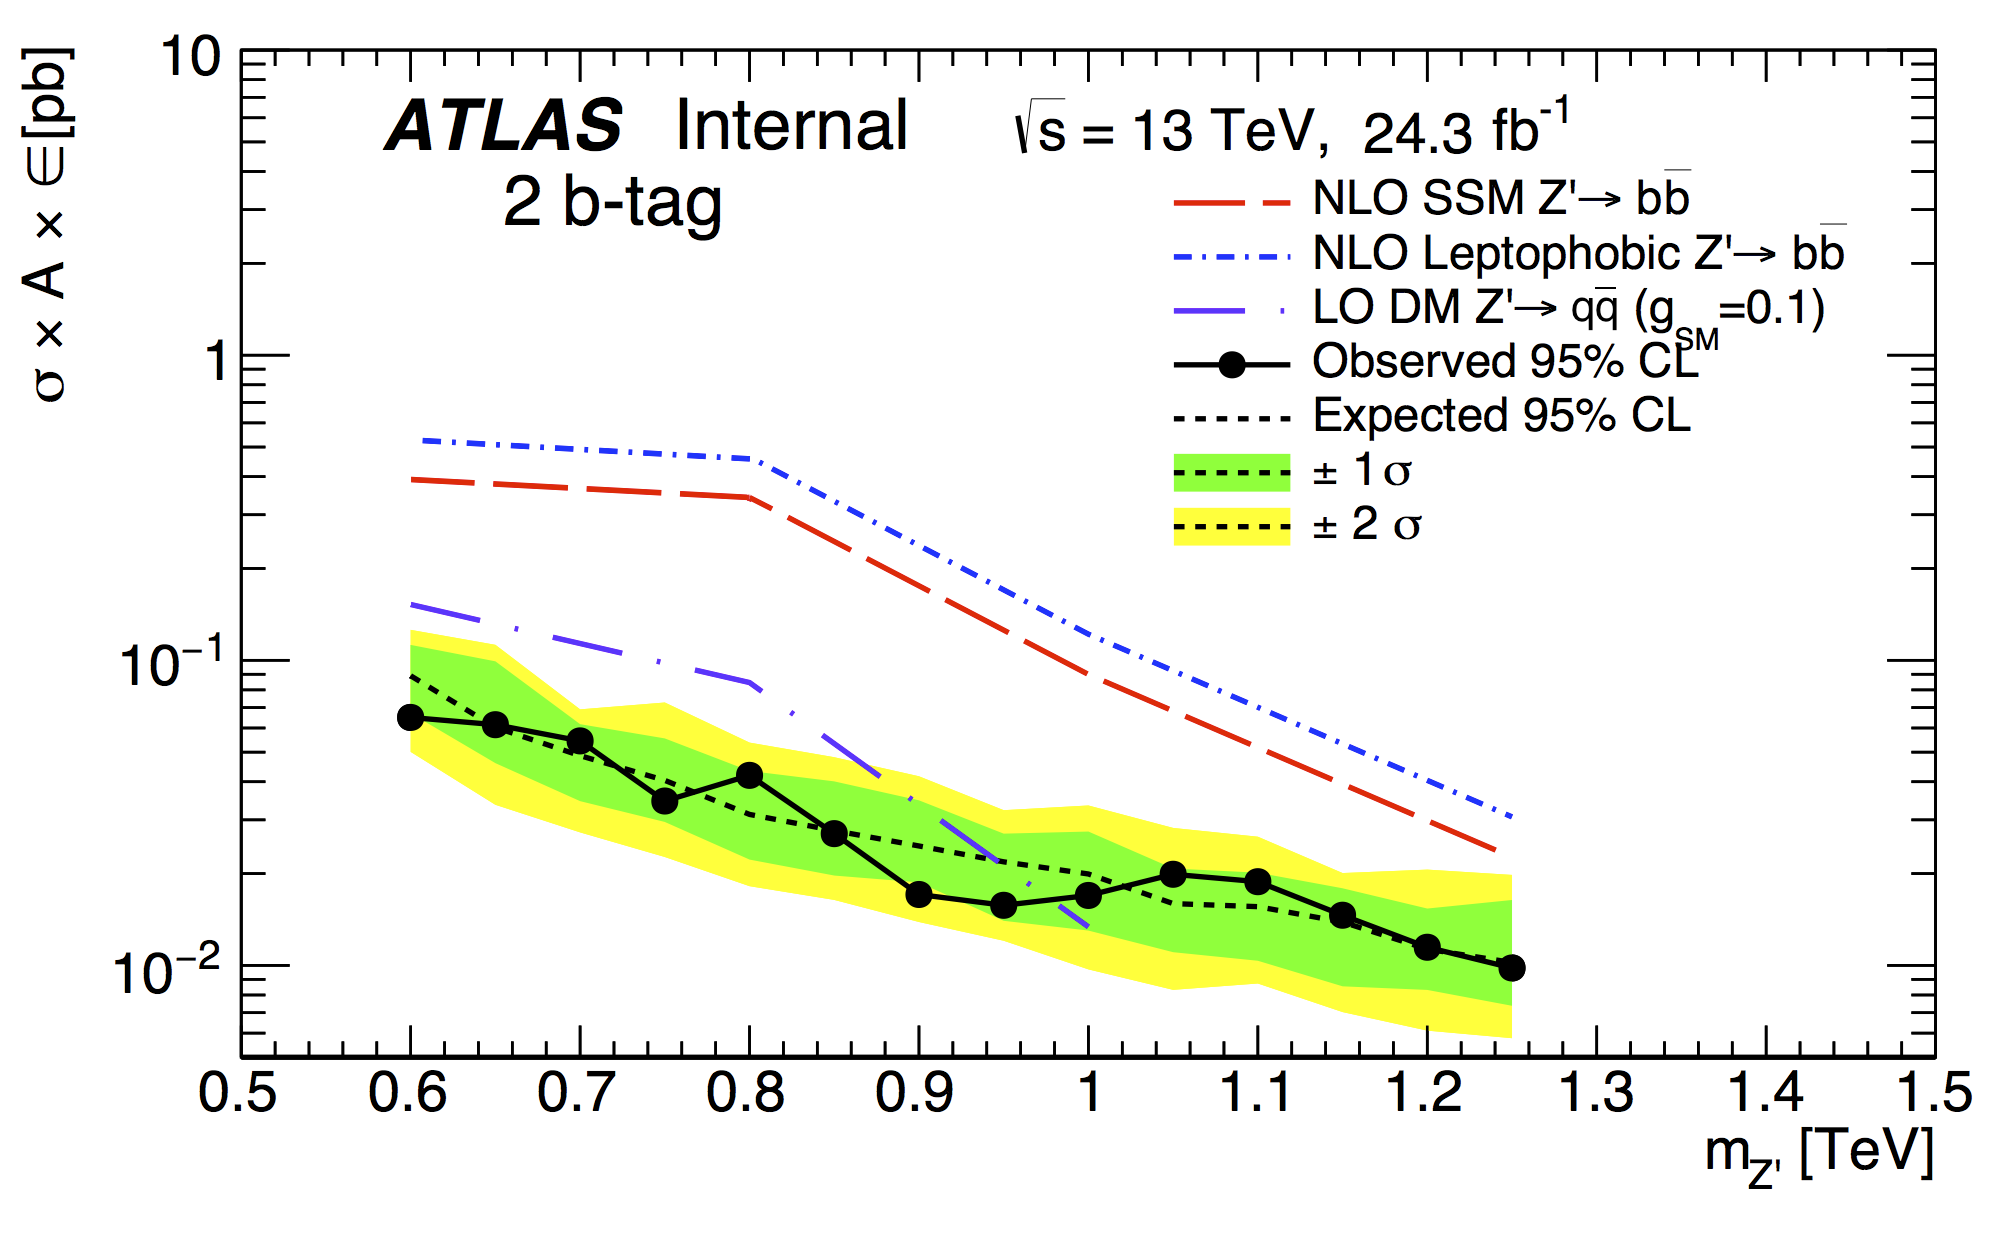 σ × A × ∈[pb]
ATLAS Internal
√s = 13 TeV, 24.3 fb⁻¹
2 b-tag
NLO SSM Z'→ bb̅
NLO Leptophobic Z'→ bb̅
LO DM Z'→ qq̅ (g_SM=0.1)
Observed 95% CL
Expected 95% CL
± 1 σ
± 2 σ
10
1
10⁻¹
10⁻²
0.5 0.6 0.7 0.8 0.9 1 1.1 1.2 1.3 1.4 1.5
m_Z' [TeV]